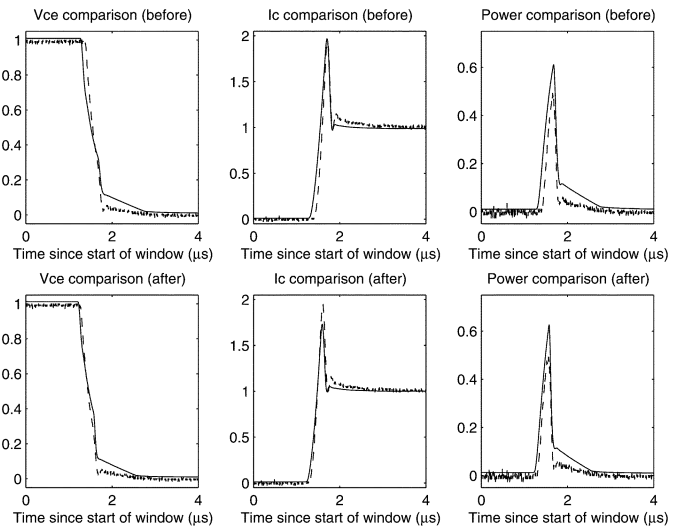 Vce comparison (before)
1
0.8
0.6
0.4
0.2
0
0 2 4
Time since start of window (μs)
Ic comparison (before)
2
1.5
1
0.5
0
0 2 4
Time since start of window (μs)
Power comparison (before)
0.6
0.4
0.2
0
0 2 4
Time since start of window (μs)
Vce comparison (after)
1
0.8
0.6
0.4
0.2
0
0 2 4
Time since start of window (μs)
Ic comparison (after)
2
1.5
1
0.5
0
0 2 4
Time since start of window (μs)
Power comparison (after)
0.6
0.4
0.2
0
0 2 4
Time since start of window (μs)